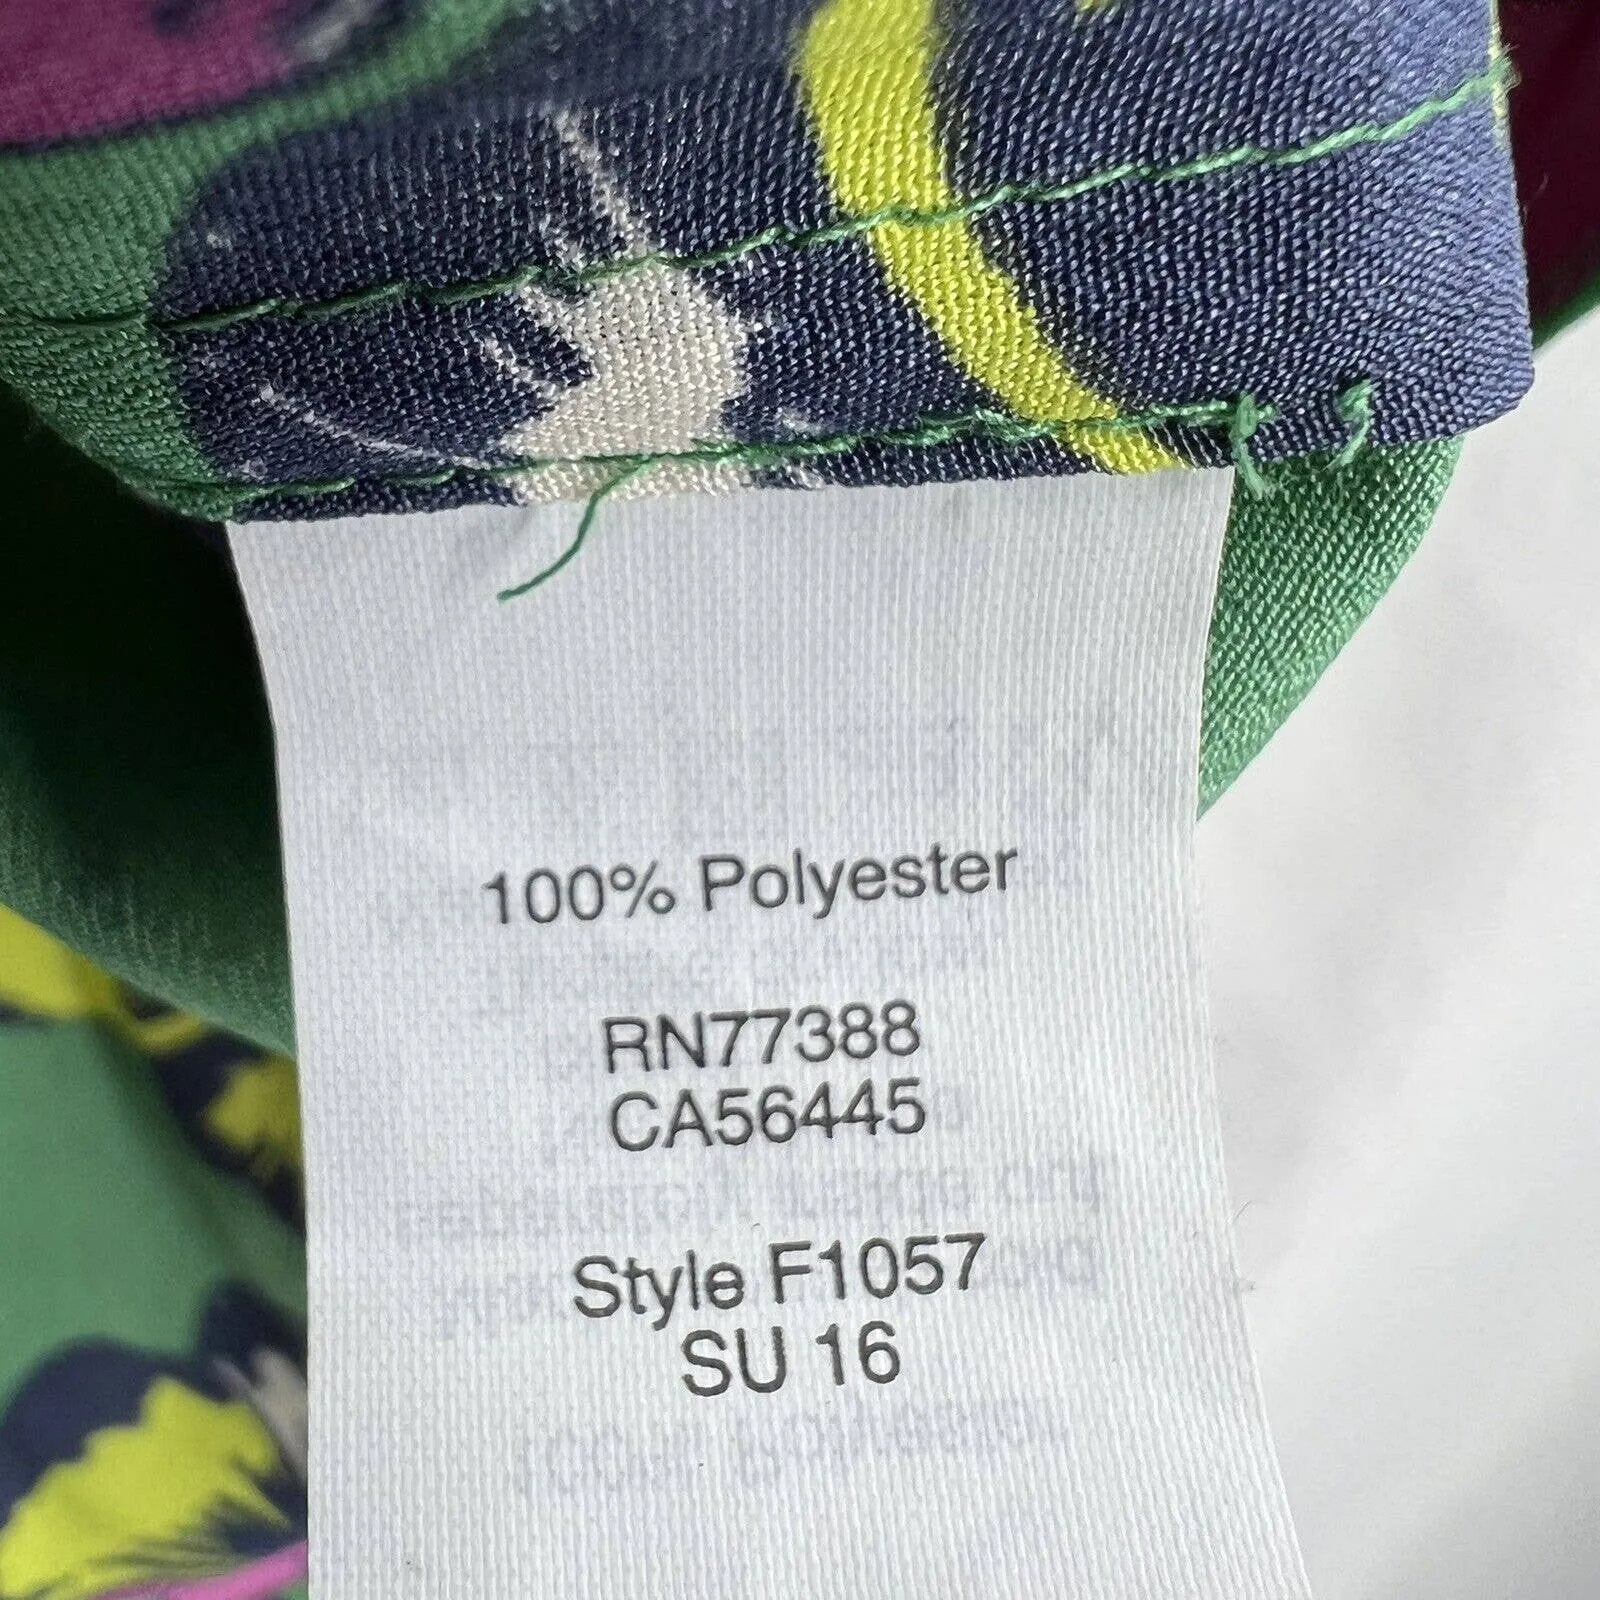 100% Polyester
RN77388
CA56445
Style F1057
SU 16